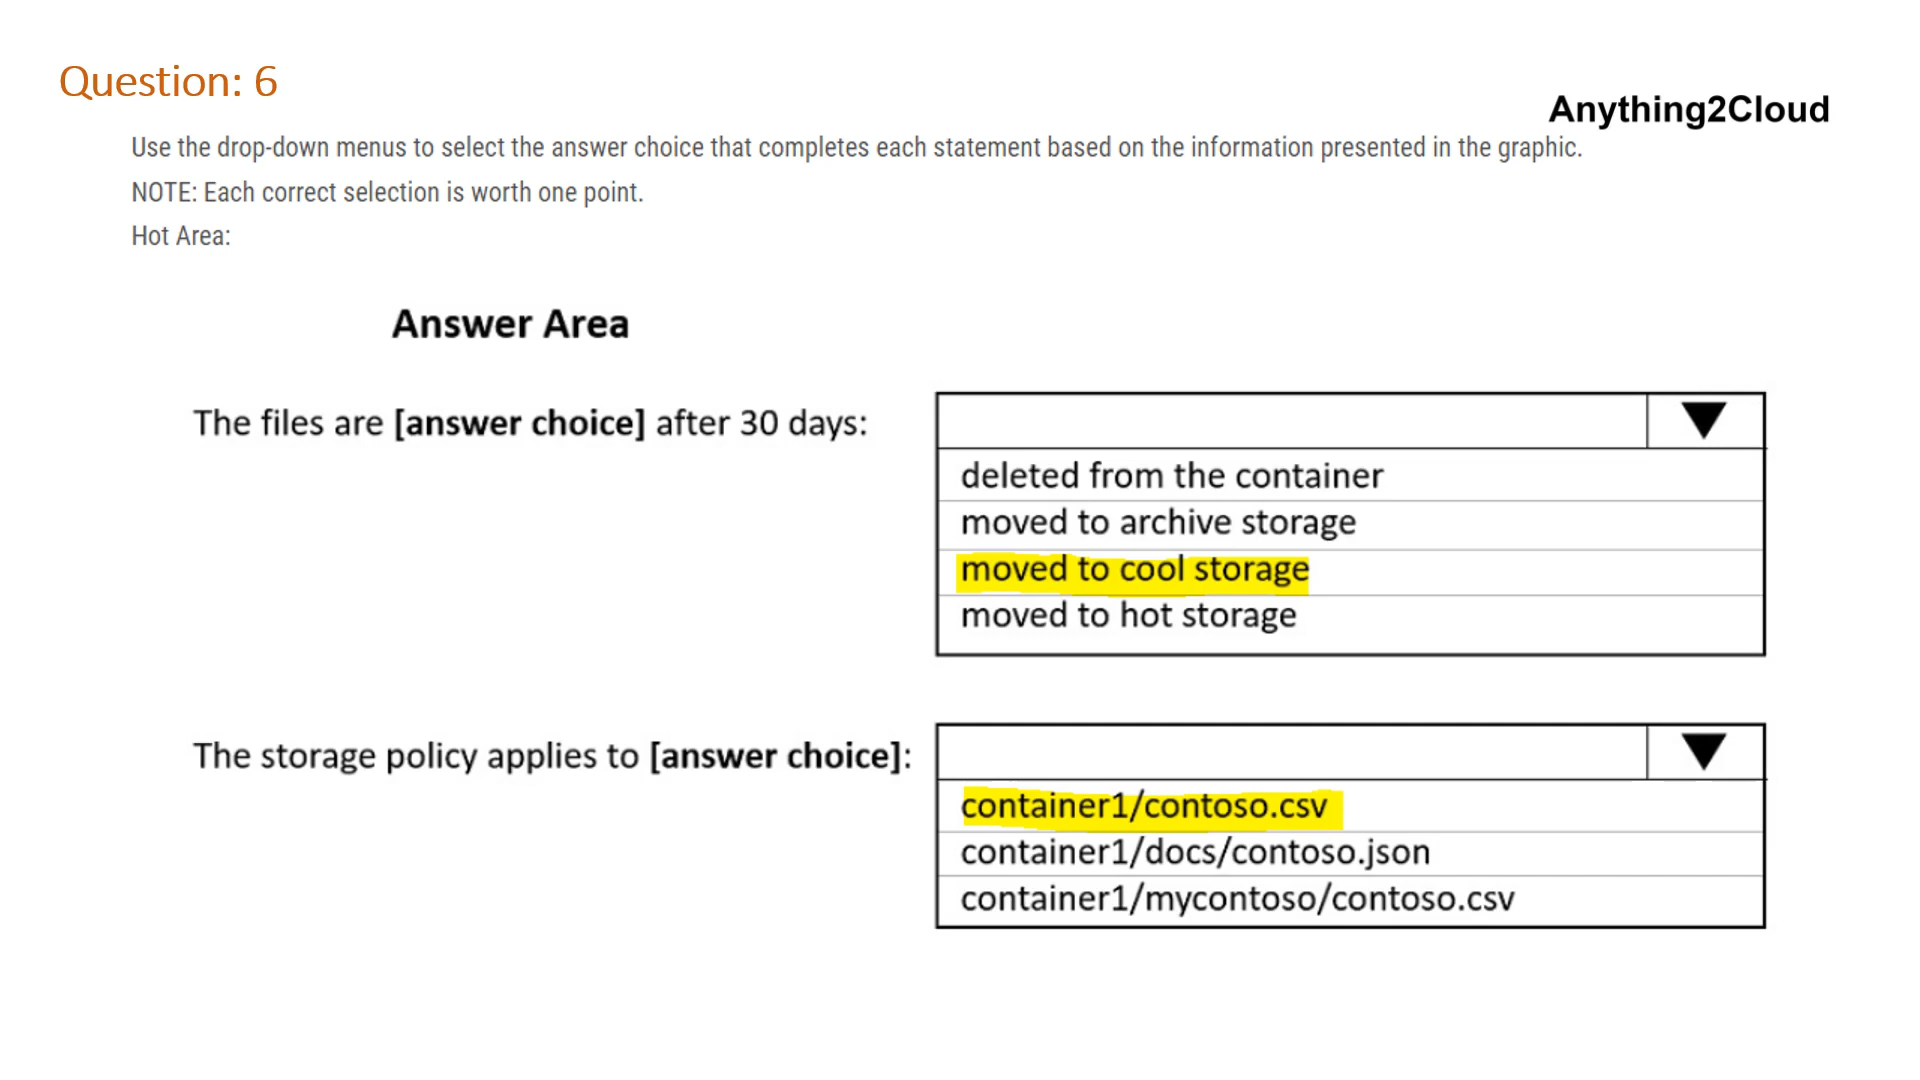 Question: 6
Anything2Cloud
Use the drop-down menus to select the answer choice that completes each statement based on the information presented in the graphic.
NOTE: Each correct selection is worth one point.
Hot Area:
Answer Area
The files are [answer choice] after 30 days:
deleted from the container
moved to archive storage
moved to cool storage
moved to hot storage
The storage policy applies to [answer choice]:
container1/contoso.csv
container1/docs/contoso.json
container1/mycontoso/contoso.csv